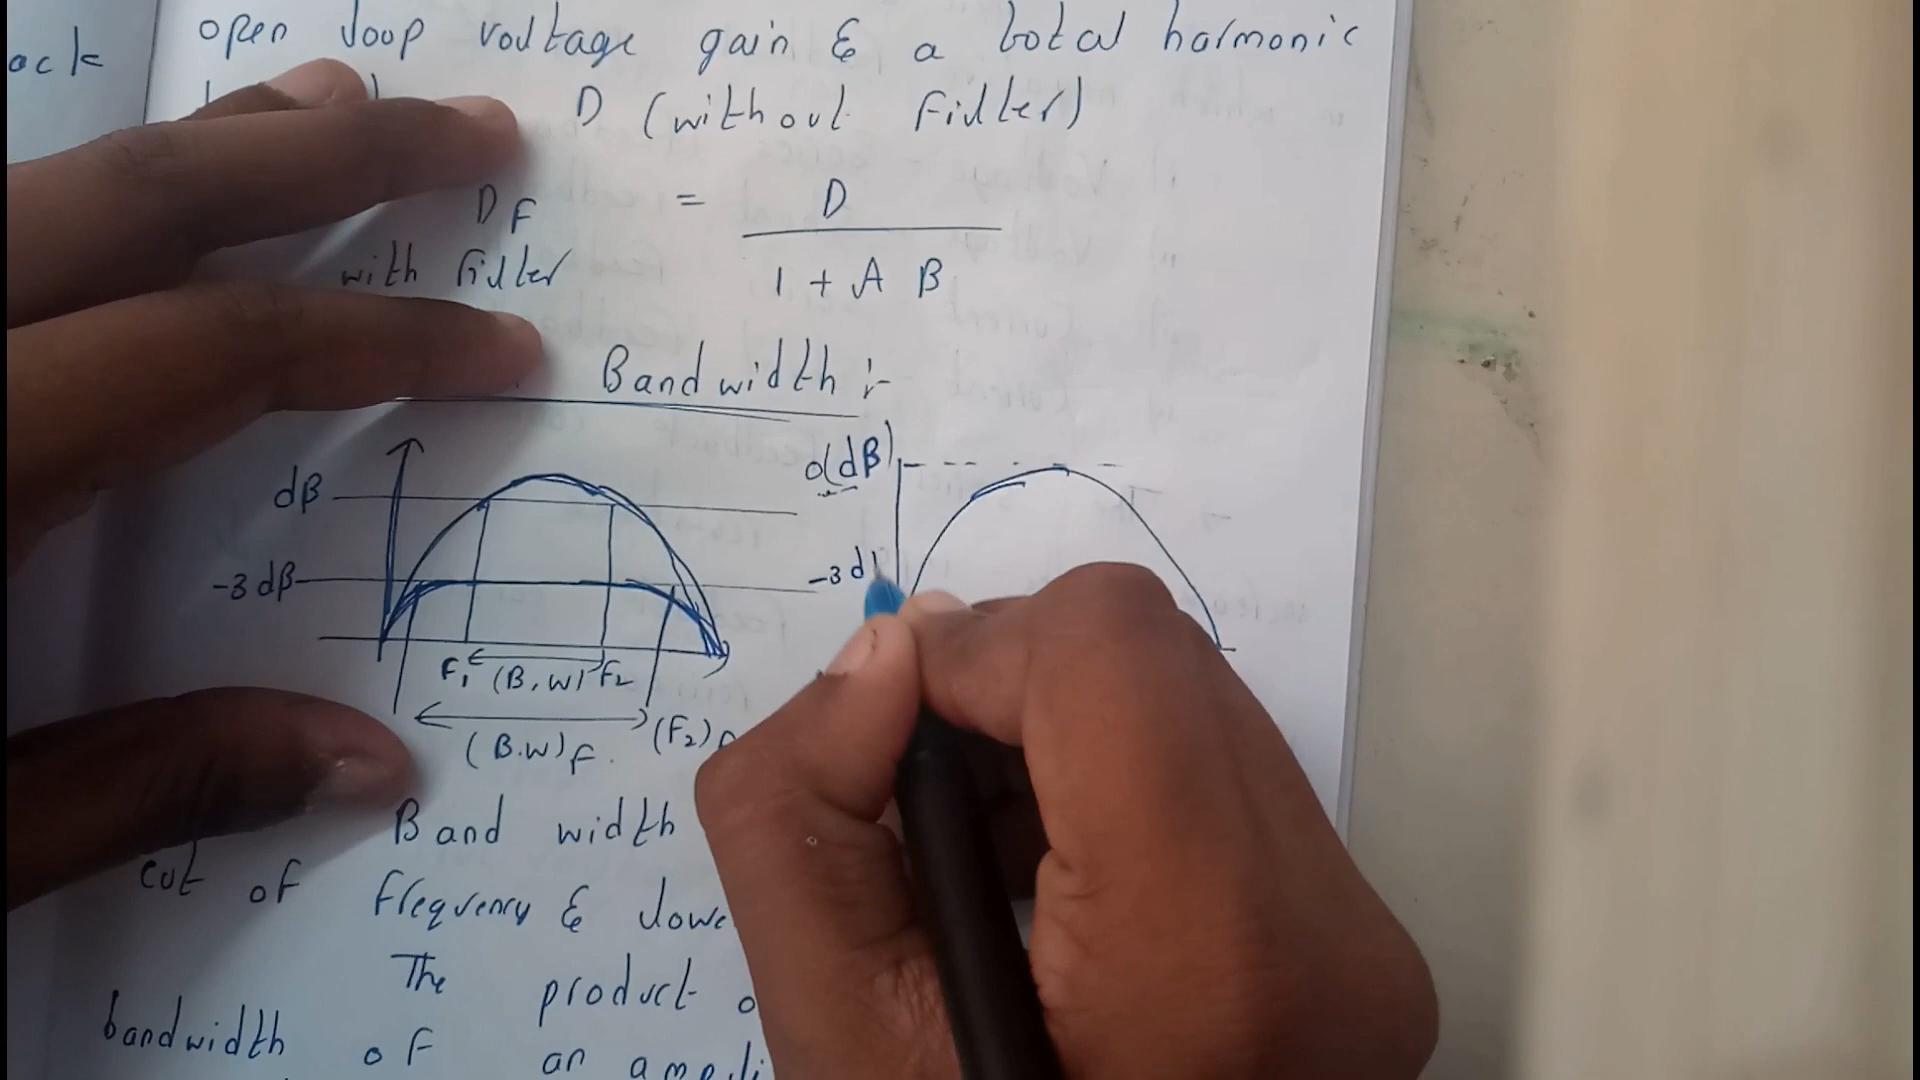 ack
open loop voltage gain & a total harmonic
D (without Filter)
DF = D
with Filter
1 + A B
Bandwidth :-
dB
-3 dB
F1 (B.W) F2
(B.W)F
(F2)
0(dB)
-3 d
Band width
cut of frequency & lowe
The product o
bandwidth of an ampli